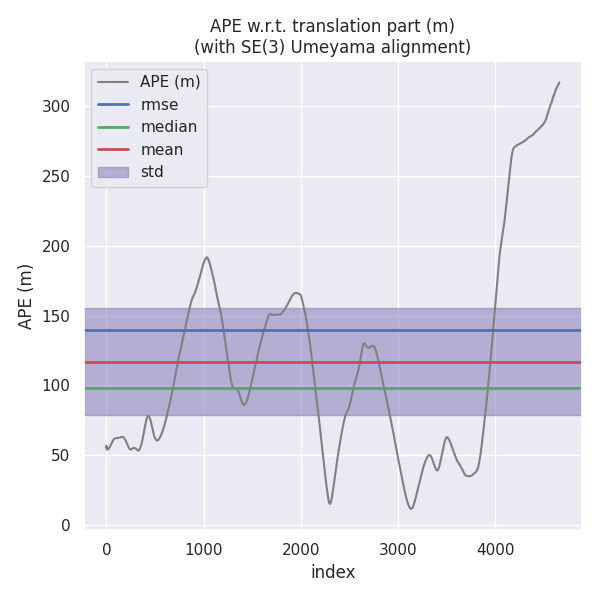 APE w.r.t. translation part (m)
(with SE(3) Umeyama alignment)
APE (m)
rmse
median
mean
std
300
250
200
150
100
50
0
APE (m)
0 1000 2000 3000 4000
index